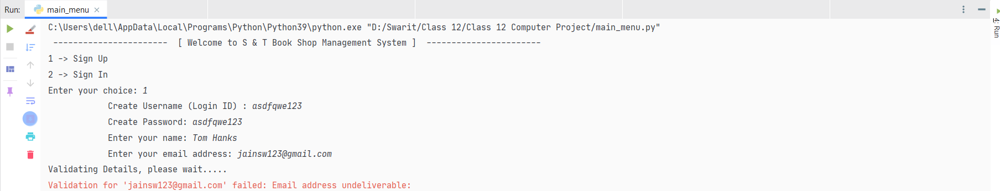 Run: main_menu
C:\Users\dell\AppData\Local\Programs\Python\Python39\python.exe "D:/Swarit/Class 12/Class 12 Computer Project/main_menu.py"
----------------------- [ Welcome to S & T Book Shop Management System ] -----------------------
1 -> Sign Up
2 -> Sign In
Enter your choice: 1
Create Username (Login ID) : asdfqwe123
Create Password: asdfqwe123
Enter your name: Tom Hanks
Enter your email address: jainsw123@gmail.com
Validating Details, please wait.....
Validation for 'jainsw123@gmail.com' failed: Email address undeliverable:
4: Run